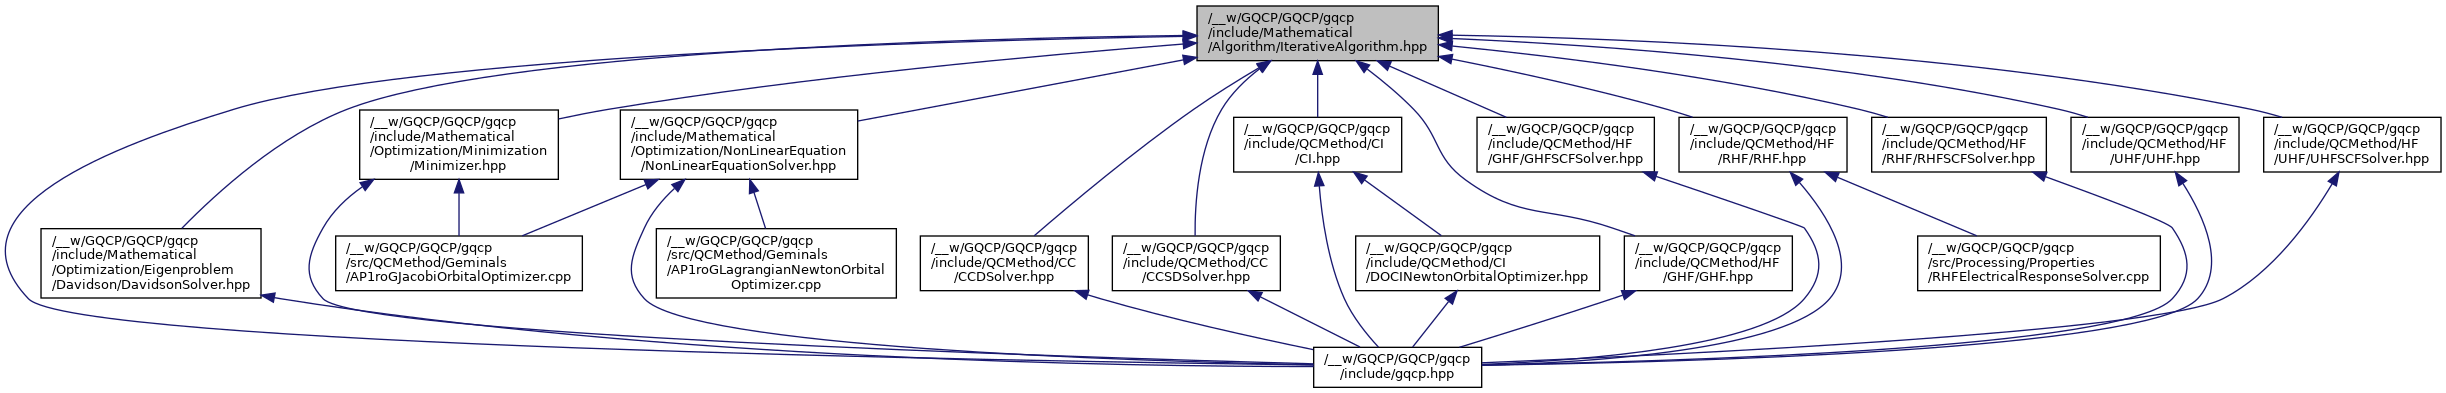 /__w/GQCP/GQCP/gqcp
/include/Mathematical
/Algorithm/IterativeAlgorithm.hpp
/__w/GQCP/GQCP/gqcp
/include/Mathematical
/Optimization/Minimization
/Minimizer.hpp
/__w/GQCP/GQCP/gqcp
/include/Mathematical
/Optimization/NonLinearEquation
/NonLinearEquationSolver.hpp
/__w/GQCP/GQCP/gqcp
/include/QCMethod/CI
/CI.hpp
/__w/GQCP/GQCP/gqcp
/include/QCMethod/HF
/GHF/GHFSCFSolver.hpp
/__w/GQCP/GQCP/gqcp
/include/QCMethod/HF
/RHF/RHF.hpp
/__w/GQCP/GQCP/gqcp
/include/QCMethod/HF
/RHF/RHFSCFSolver.hpp
/__w/GQCP/GQCP/gqcp
/include/QCMethod/HF
/UHF/UHF.hpp
/__w/GQCP/GQCP/gqcp
/include/QCMethod/HF
/UHF/UHFSCFSolver.hpp
/__w/GQCP/GQCP/gqcp
/include/Mathematical
/Optimization/Eigenproblem
/Davidson/DavidsonSolver.hpp
/__w/GQCP/GQCP/gqcp
/src/QCMethod/Geminals
/AP1roGJacobiOrbitalOptimizer.cpp
/__w/GQCP/GQCP/gqcp
/src/QCMethod/Geminals
/AP1roGLagrangianNewtonOrbital
Optimizer.cpp
/__w/GQCP/GQCP/gqcp
/include/QCMethod/CC
/CCDSolver.hpp
/__w/GQCP/GQCP/gqcp
/include/QCMethod/CC
/CCSDSolver.hpp
/__w/GQCP/GQCP/gqcp
/include/QCMethod/CI
/DOCINewtonOrbitalOptimizer.hpp
/__w/GQCP/GQCP/gqcp
/include/QCMethod/HF
/GHF/GHF.hpp
/__w/GQCP/GQCP/gqcp
/src/Processing/Properties
/RHFElectricalResponseSolver.cpp
/__w/GQCP/GQCP/gqcp
/include/gqcp.hpp